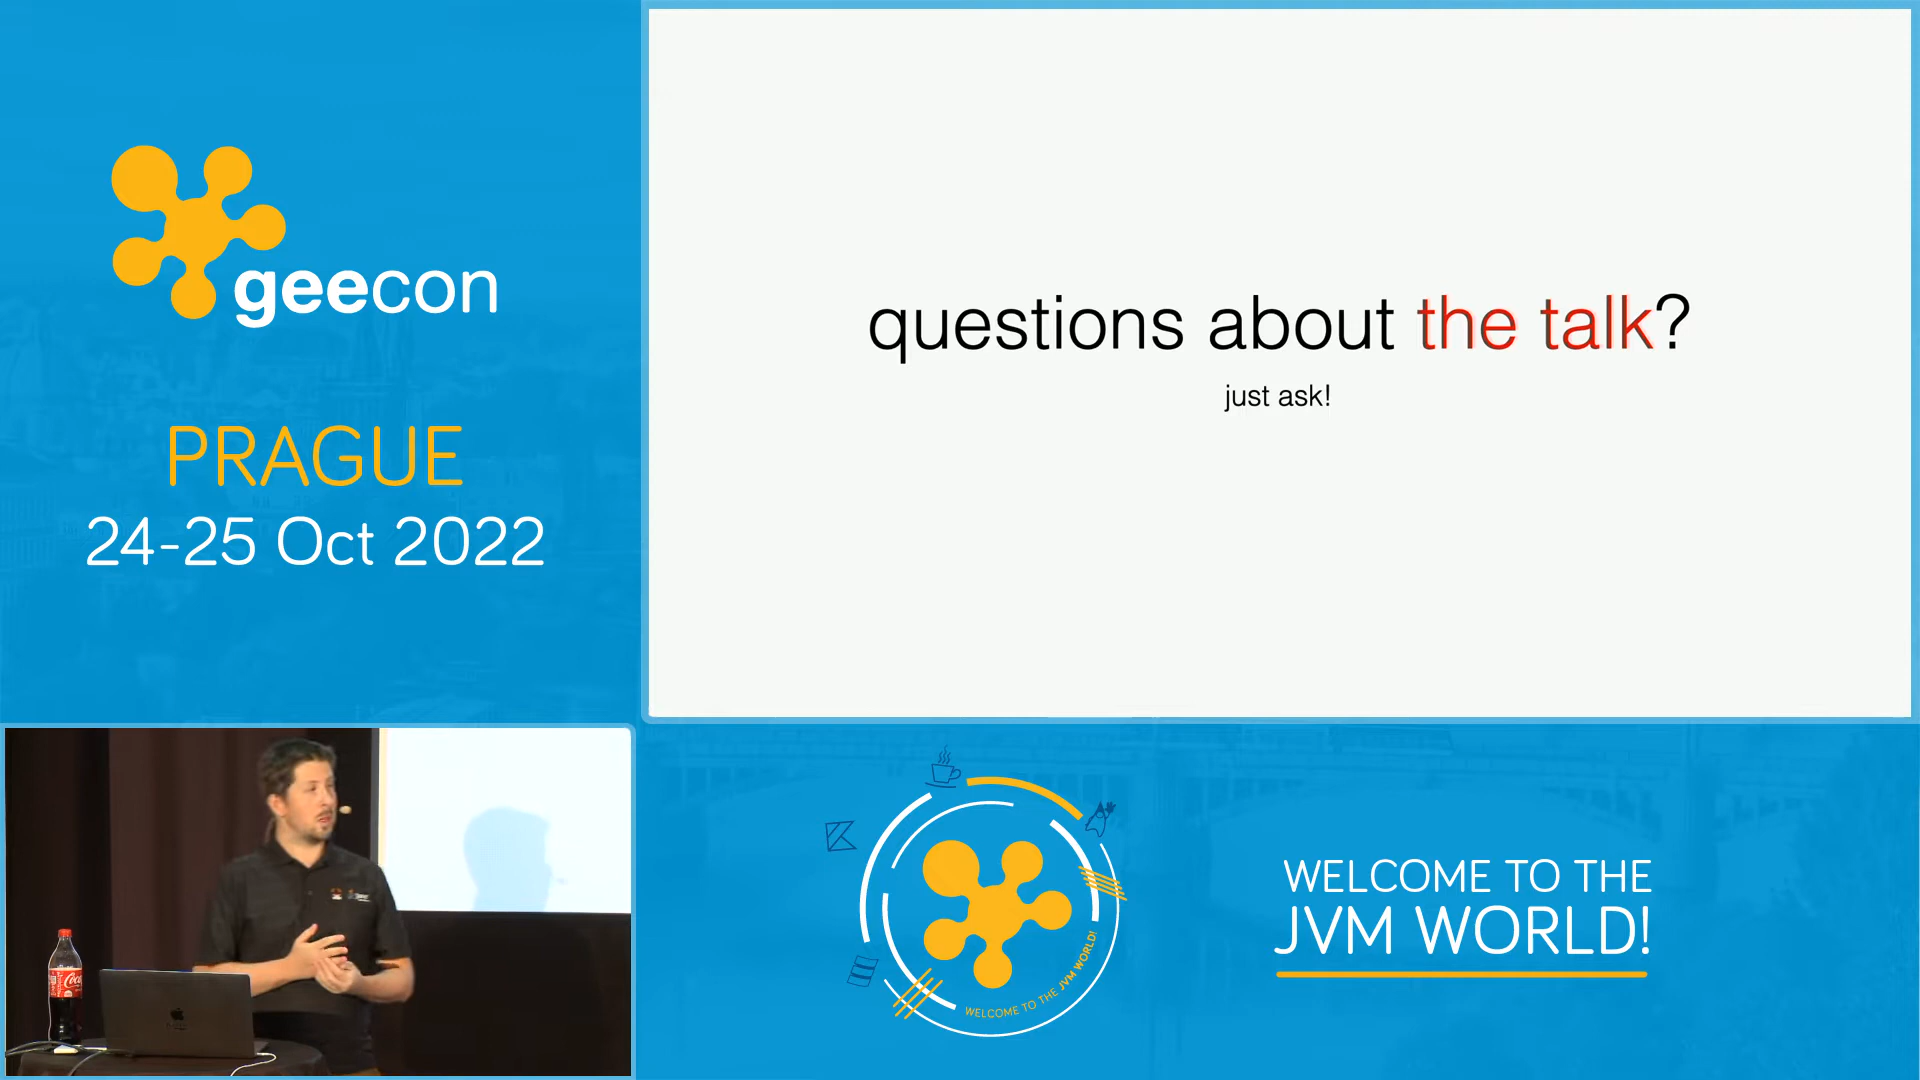 geecon
PRAGUE
24-25 Oct 2022
questions about the talk?
just ask!
Coca
WELCOME TO THE JVM WORLD!
WELCOME TO THE
JVM WORLD!